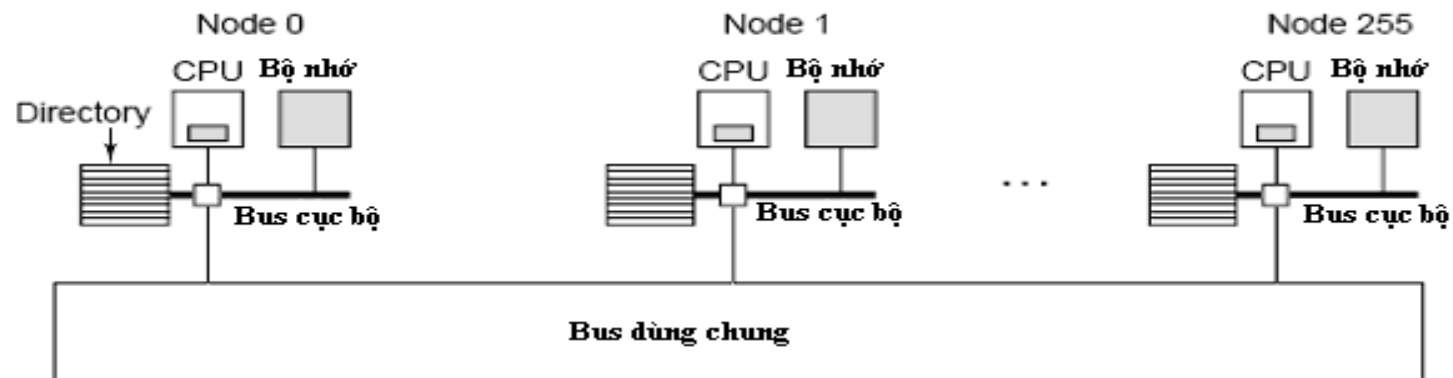 Node 0
Node 1
Node 255
CPU Bộ nhớ
CPU Bộ nhớ
CPU Bộ nhớ
Directory
...
Bus cục bộ
Bus cục bộ
Bus cục bộ
Bus dùng chung